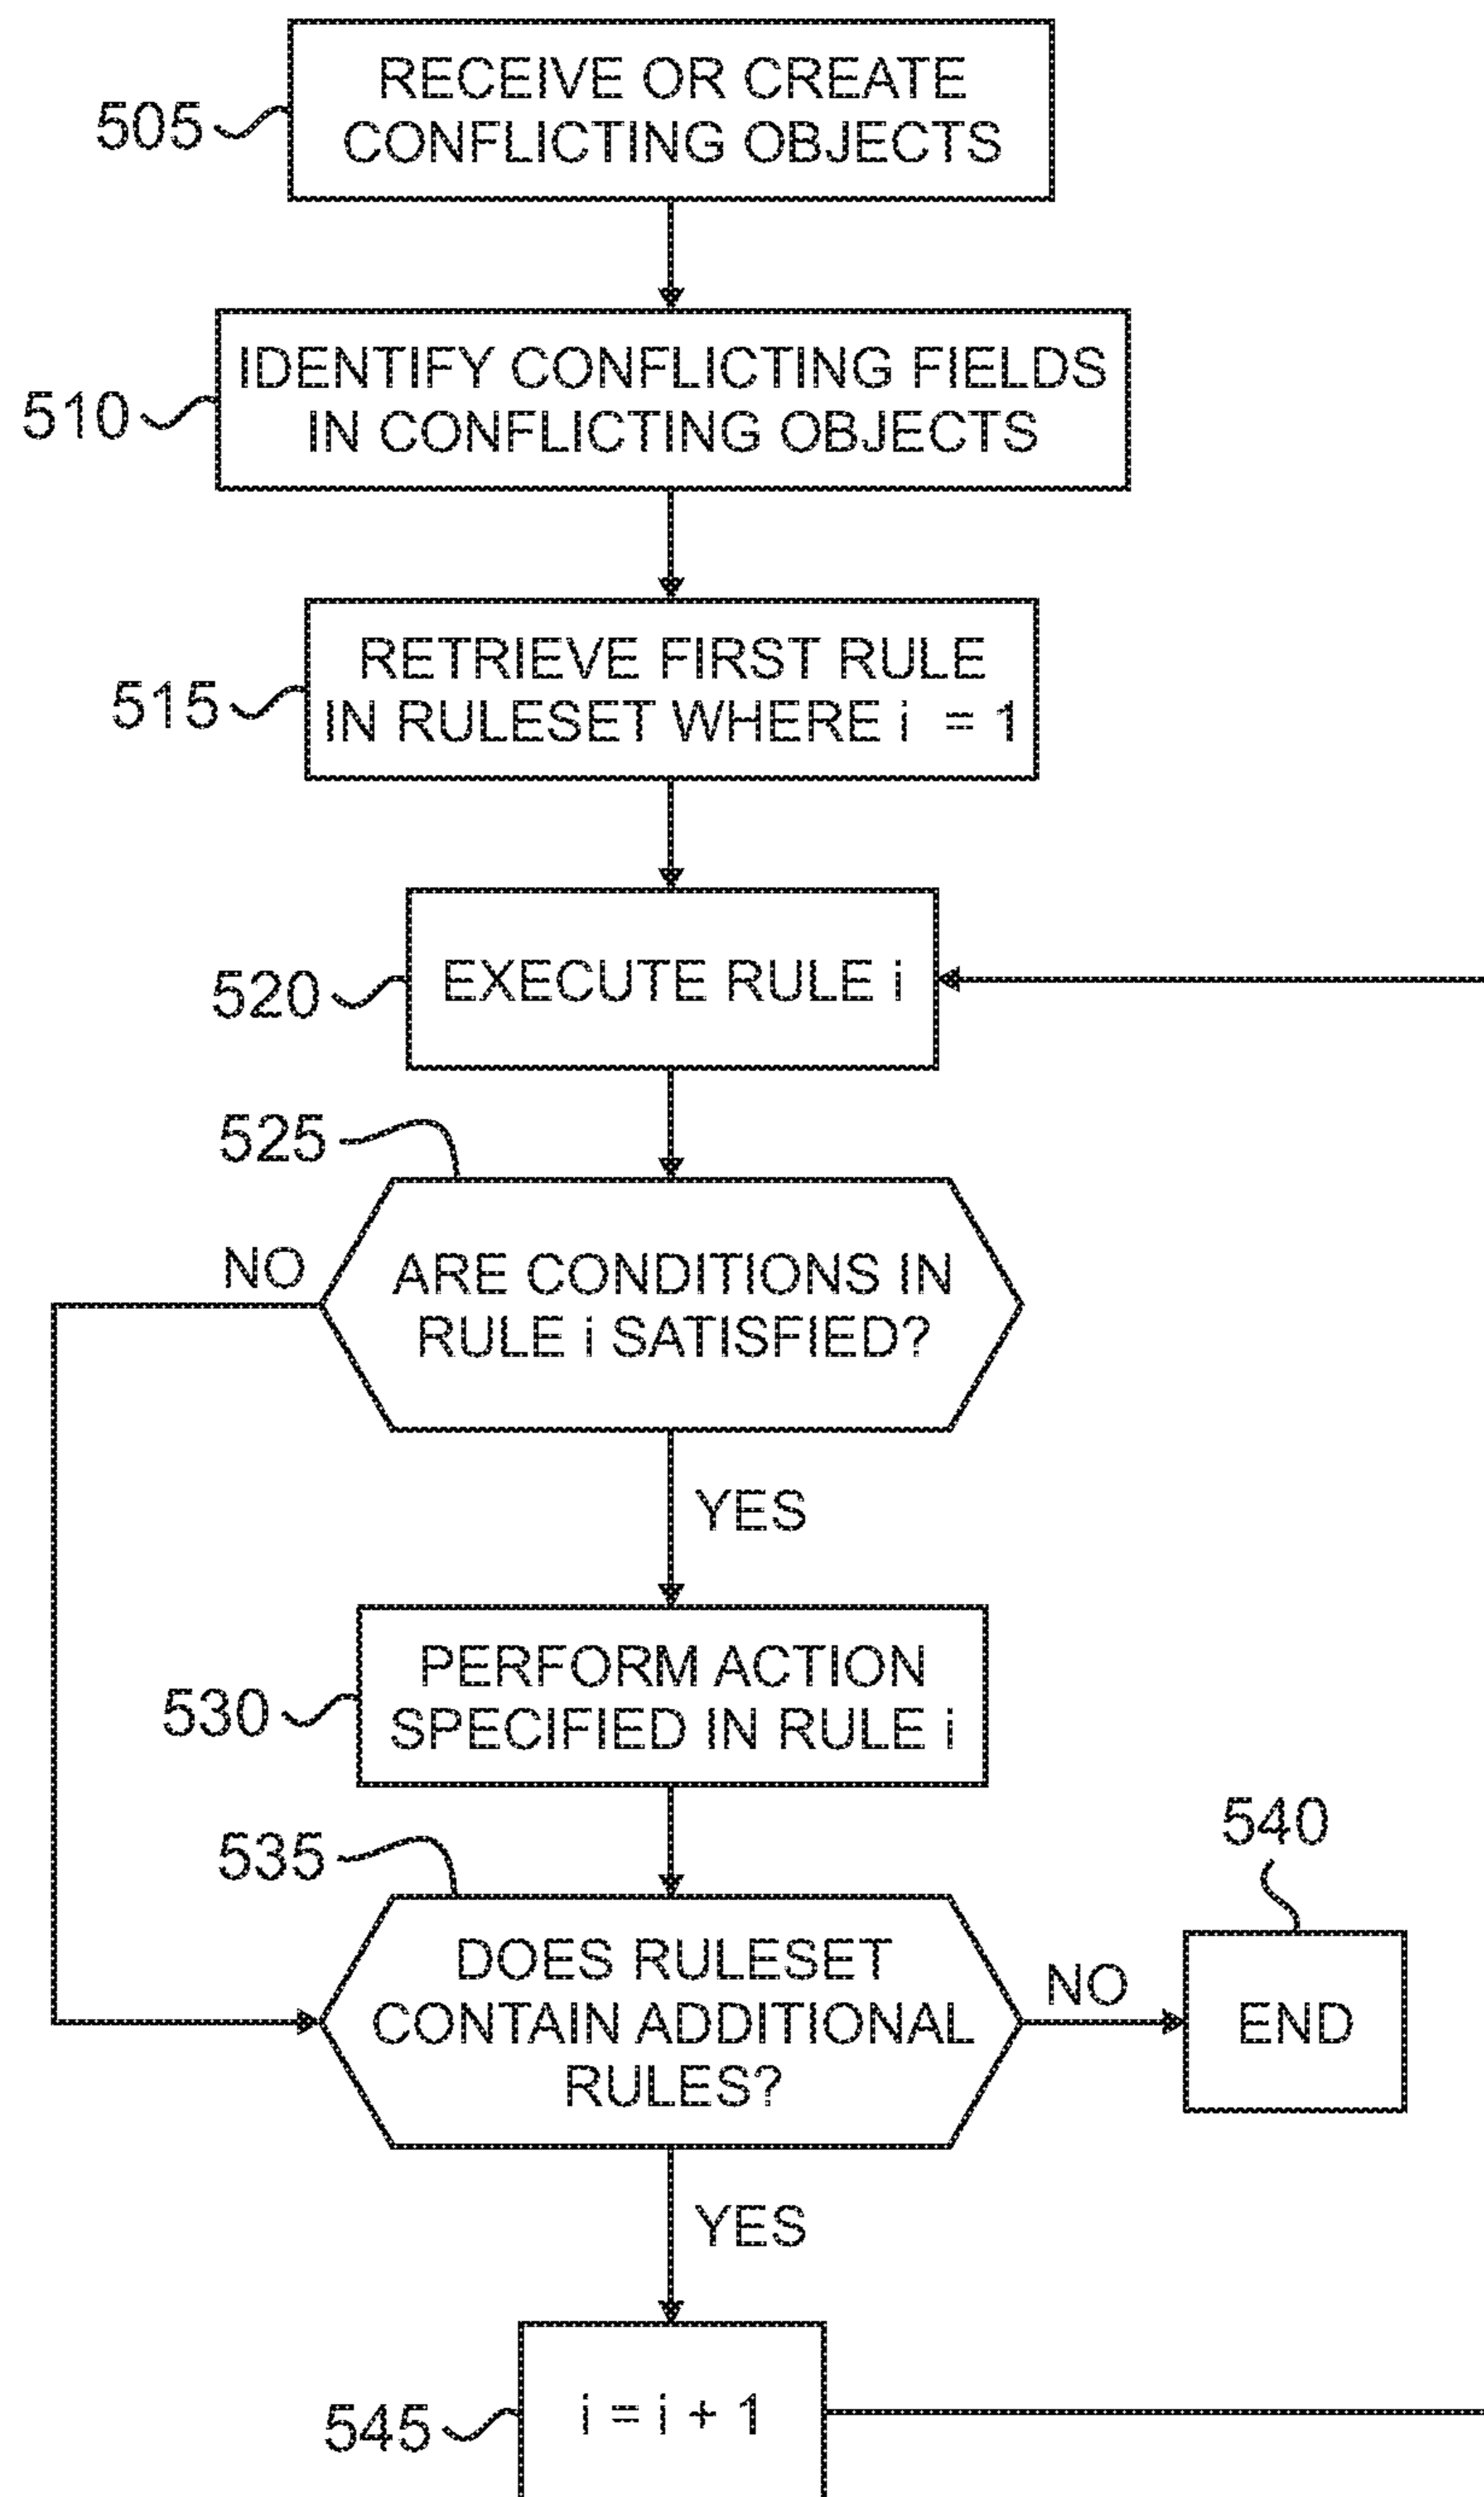 RECEIVE OR CREATE
CONFLICTING OBJECTS
505
IDENTIFY CONFLICTING FIELDS
IN CONFLICTING OBJECTS
510
RETRIEVE FIRST RULE
IN RULESET WHERE i = 1
515
EXECUTE RULE i
520
525
NO
ARE CONDITIONS IN
RULE i SATISFIED?
YES
PERFORM ACTION
SPECIFIED IN RULE i
530
535
540
DOES RULESET
CONTAIN ADDITIONAL
RULES?
NO
END
YES
i = i + 1
545